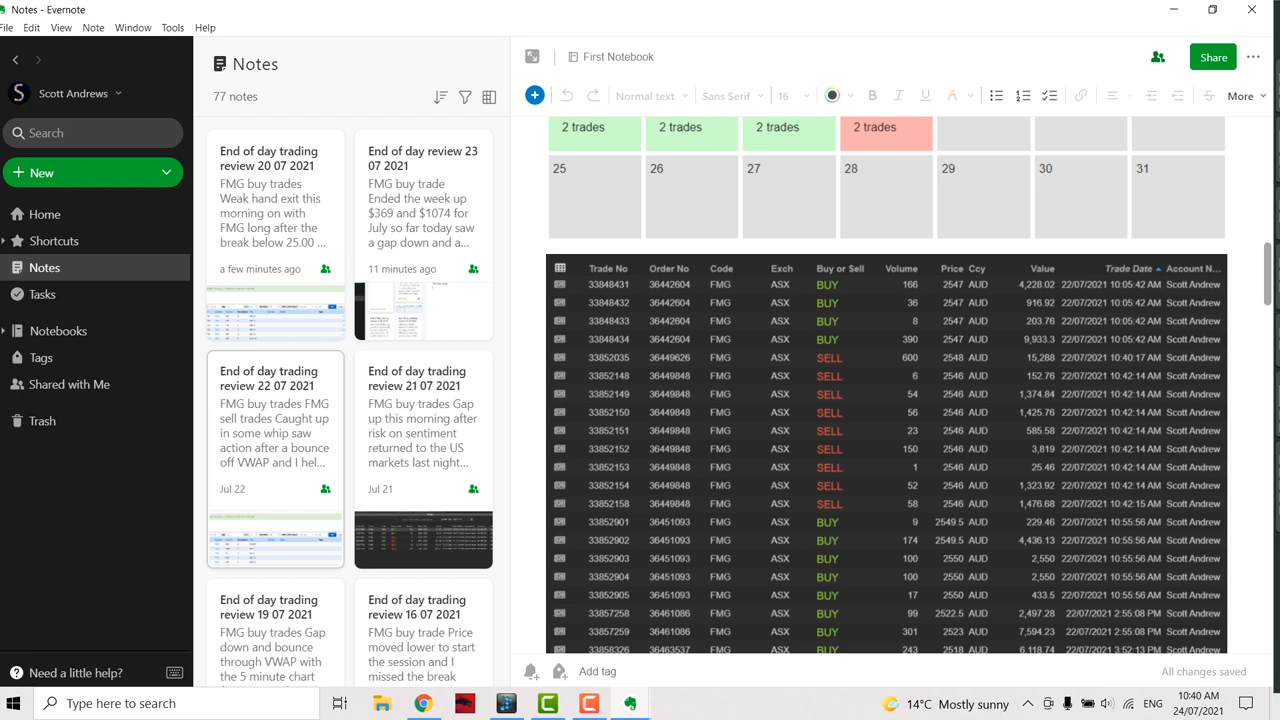 Notes - Evernote
File Edit View Note Window Tools Help
Scott Andrews
Search
New
Home
Shortcuts
Notes
Tasks
Notebooks
Tags
Shared with Me
Trash
Need a little help?
Notes
77 notes
End of day trading
review 20 07 2021
FMG buy trades
Weak hand exit this
morning on with
FMG long after the
break below 25.00 ...
a few minutes ago
End of day review 23
07 2021
FMG buy trade
Ended the week up
$369 and $1074 for
July so far today saw
a gap down and a...
11 minutes ago
End of day trading
review 22 07 2021
FMG buy trades FMG
sell trades Caught up
in some whip saw
action after a bounce
off VWAP and I hel...
Jul 22
End of day trading
review 21 07 2021
FMG buy trades Gap
up this morning after
risk on sentiment
returned to the US
markets last night...
Jul 21
End of day trading
review 19 07 2021
FMG buy trades Gap
down and bounce
through VWAP with
the 5 minute chart
End of day trading
review 16 07 2021
FMG buy trade Price
moved lower to start
the session and I
missed the break
First Notebook
Share
Normal text Sans Serif 16 B I U A More
2 trades 2 trades 2 trades 2 trades
25 26 27 28 29 30 31
Trade No Order No Code Exch Buy or Sell Volume Price Ccy Value Trade Date Account N...
33848431 36442604 FMG ASX BUY 166 2547 AUD 22/07/2021 10:05:42 AM Scott Andrew
33848432 36442604 FMG ASX BUY 2547 AUD 22/07/2021 10:05:42 AM Scott Andrew
33848433 36442604 FMG ASX BUY 2547 AUD 22/07/2021 10:05:42 AM Scott Andrew
33848434 36442604 FMG ASX BUY 390 2547 AUD 9,933.3 22/07/2021 10:05:42 AM Scott Andrew
33852035 36449626 FMG ASX SELL 600 2548 AUD 15,288 22/07/2021 10:40:17 AM Scott Andrew
33852148 36449848 FMG ASX SELL 6 2546 AUD 152.76 22/07/2021 10:42:14 AM Scott Andrew
33852149 36449848 FMG ASX SELL 54 2546 AUD 1,374.84 22/07/2021 10:42:14 AM Scott Andrew
33852150 36449848 FMG ASX SELL 56 2546 AUD 1,425.76 22/07/2021 10:42:14 AM Scott Andrew
33852151 36449848 FMG ASX SELL 23 2546 AUD 585.58 22/07/2021 10:42:14 AM Scott Andrew
33852152 36449848 FMG ASX SELL 150 2546 AUD 3,819 22/07/2021 10:42:14 AM Scott Andrew
33852153 36449848 FMG ASX SELL 1 2546 AUD 25.46 22/07/2021 10:42:14 AM Scott Andrew
33852154 36449848 FMG ASX SELL 52 2546 AUD 1,323.92 22/07/2021 10:42:14 AM Scott Andrew
33852158 36449848 FMG ASX SELL 58 2546 AUD 1,476.68 22/07/2021 10:42:14 AM Scott Andrew
33852901 36451093 FMG ASX BUY 9 2549.5 AUD 22/07/2021 10:55:56 AM Scott Andrew
33852902 36451093 FMG ASX BUY 174 2549.5 AUD 4,436.13 22/07/2021 10:55:56 AM Scott Andrew
33852903 36451093 FMG ASX BUY 100 2550 AUD 2,550 22/07/2021 10:55:56 AM Scott Andrew
33852904 36451093 FMG ASX BUY 100 2550 AUD 2,550 22/07/2021 10:55:56 AM Scott Andrew
33852905 36451093 FMG ASX BUY 17 2550 AUD 433.5 22/07/2021 10:55:56 AM Scott Andrew
33857258 36461086 FMG ASX BUY 99 2522.5 AUD 2,497.28 22/07/2021 2:55:08 PM Scott Andrew
33857259 36461086 FMG ASX BUY 301 2523 AUD 7,594.23 22/07/2021 2:55:08 PM Scott Andrew
33858326 36463537 FMG ASX BUY 243 2518 AUD 6,118.74 22/07/2021 3:52:13 PM Scott Andrew
Add tag
All changes saved
Type here to search
14°C Mostly sunny
ENG
10:40 AM
24/07/2021